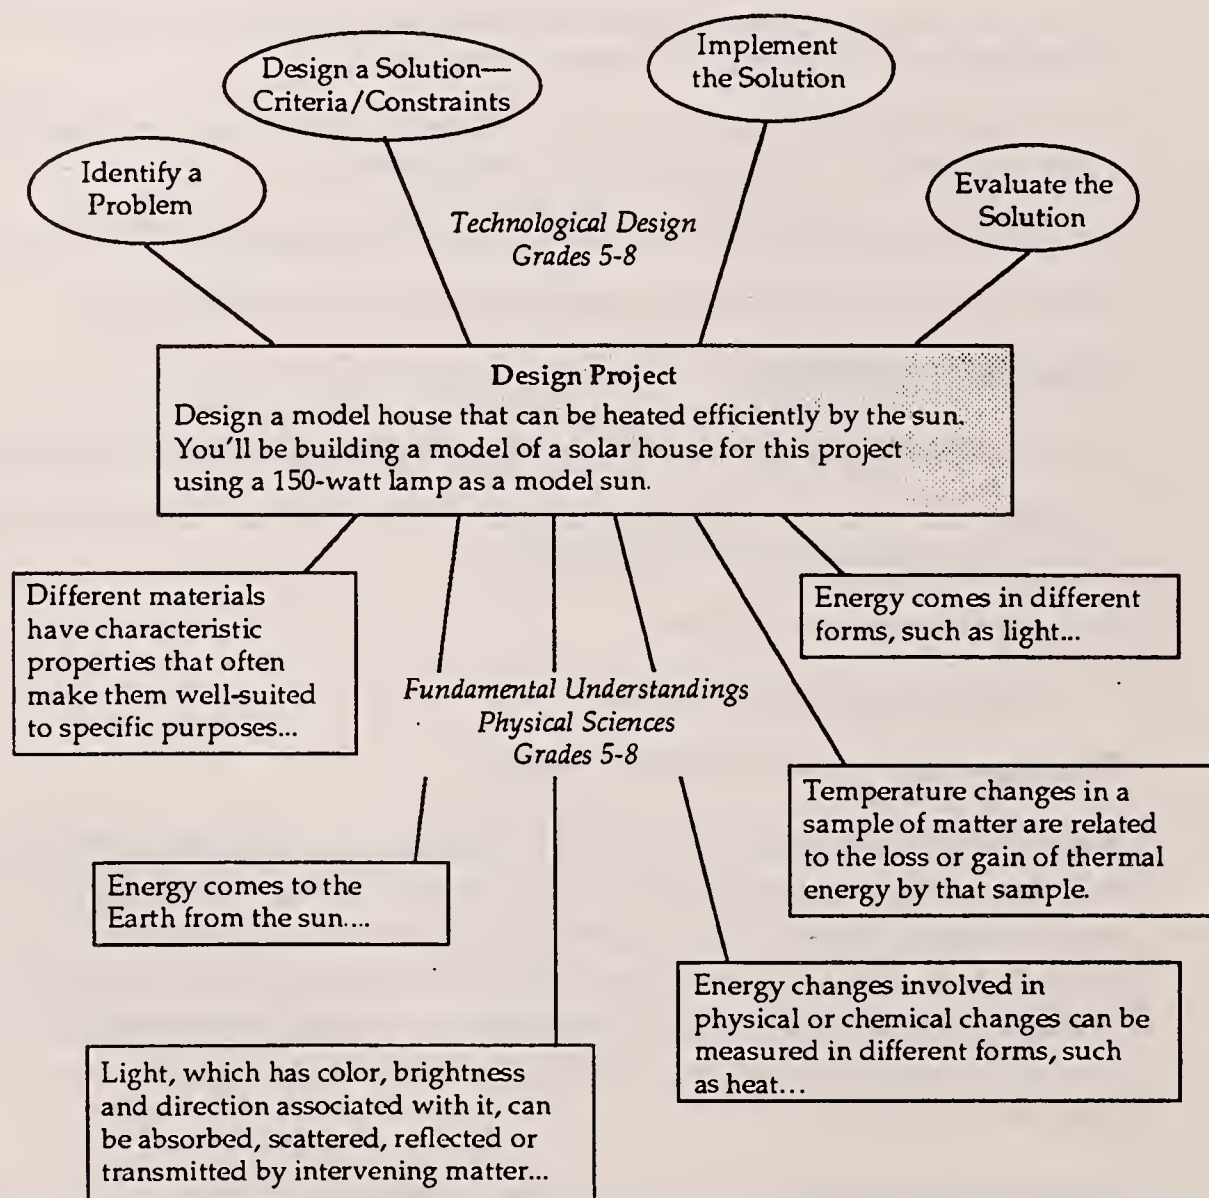 Implement
the Solution
Design a Solution—
Criteria/Constraints
Identify a
Problem
Evaluate the
Solution
Technological Design
Grades 5-8
Design Project
Design a model house that can be heated efficiently by the sun.
You'll be building a model of a solar house for this project
using a 150-watt lamp as a model sun.
Different materials
have characteristic
properties that often
make them well-suited
to specific purposes...
Energy comes in different
forms, such as light...
Fundamental Understandings
Physical Sciences
Grades 5-8
Temperature changes in a
sample of matter are related
to the loss or gain of thermal
energy by that sample.
Energy comes to the
Earth from the sun....
Energy changes involved in
physical or chemical changes can be
measured in different forms, such
as heat...
Light, which has color, brightness
and direction associated with it, can
be absorbed, scattered, reflected or
transmitted by intervening matter...